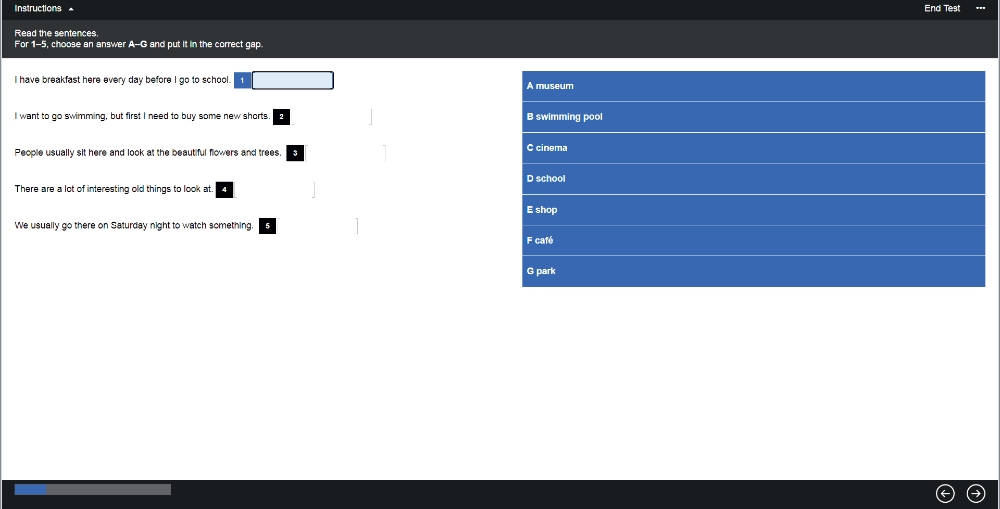 Instructions
End Test
Read the sentences.
For 1–5, choose an answer A–G and put it in the correct gap.
I have breakfast here every day before I go to school. 1
I want to go swimming, but first I need to buy some new shorts. 2
People usually sit here and look at the beautiful flowers and trees. 3
There are a lot of interesting old things to look at. 4
We usually go there on Saturday night to watch something. 5
A museum
B swimming pool
C cinema
D school
E shop
F café
G park